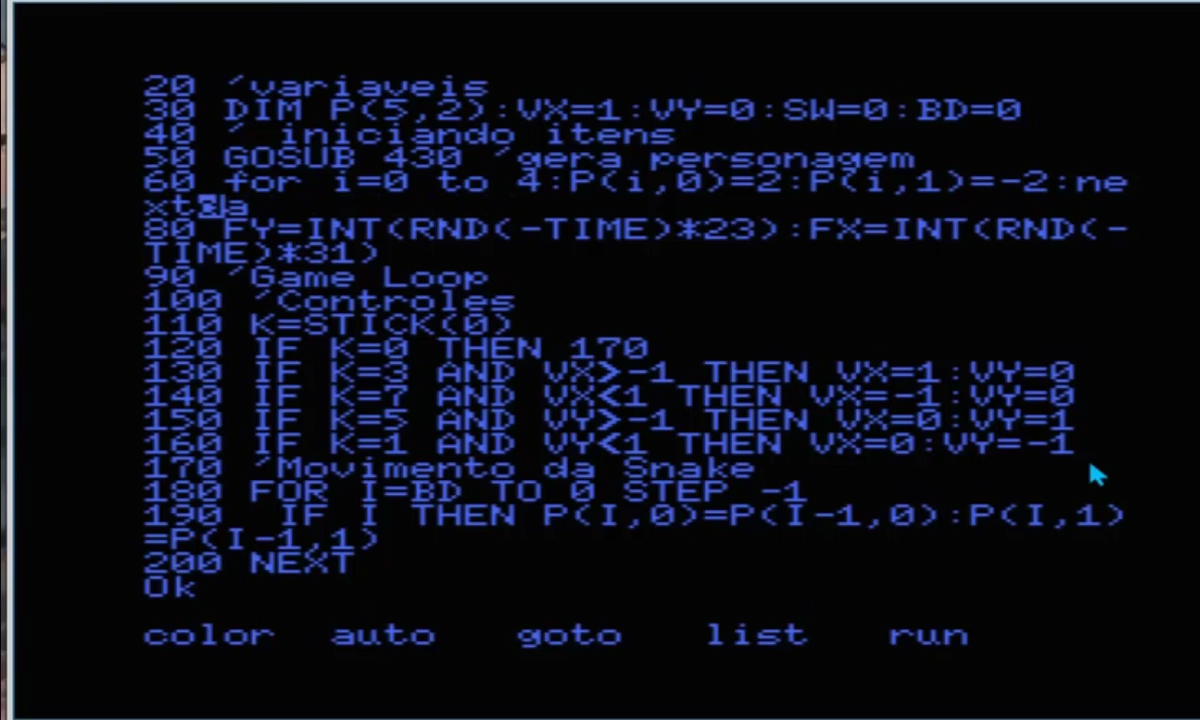 20 'variaveis
30 DIM P(5,2):VX=1:VY=0:SW=0:BD=0
40 ' iniciando itens
50 GOSUB 430 'gera personagem
60 for i=0 to 4:P(i,0)=2:P(i,1)=-2:ne
xt:da
80 FY=INT(RND(-TIME)*23):FX=INT(RND(-
TIME)*31)
90 'Game Loop
100 'Controles
110 K=STICK(0)
120 IF K=0 THEN 170
130 IF K=3 AND VX>-1 THEN VX=1:VY=0
140 IF K=7 AND VX<1 THEN VX=-1:VY=0
150 IF K=5 AND VY>-1 THEN VX=0:VY=1
160 IF K=1 AND VY<1 THEN VX=0:VY=-1
170 'Movimento da Snake
180 FOR I=BD TO 0 STEP -1
190 IF I THEN P(I,0)=P(I-1,0):P(I,1)
=P(I-1,1)
200 NEXT
Ok
color auto goto list run